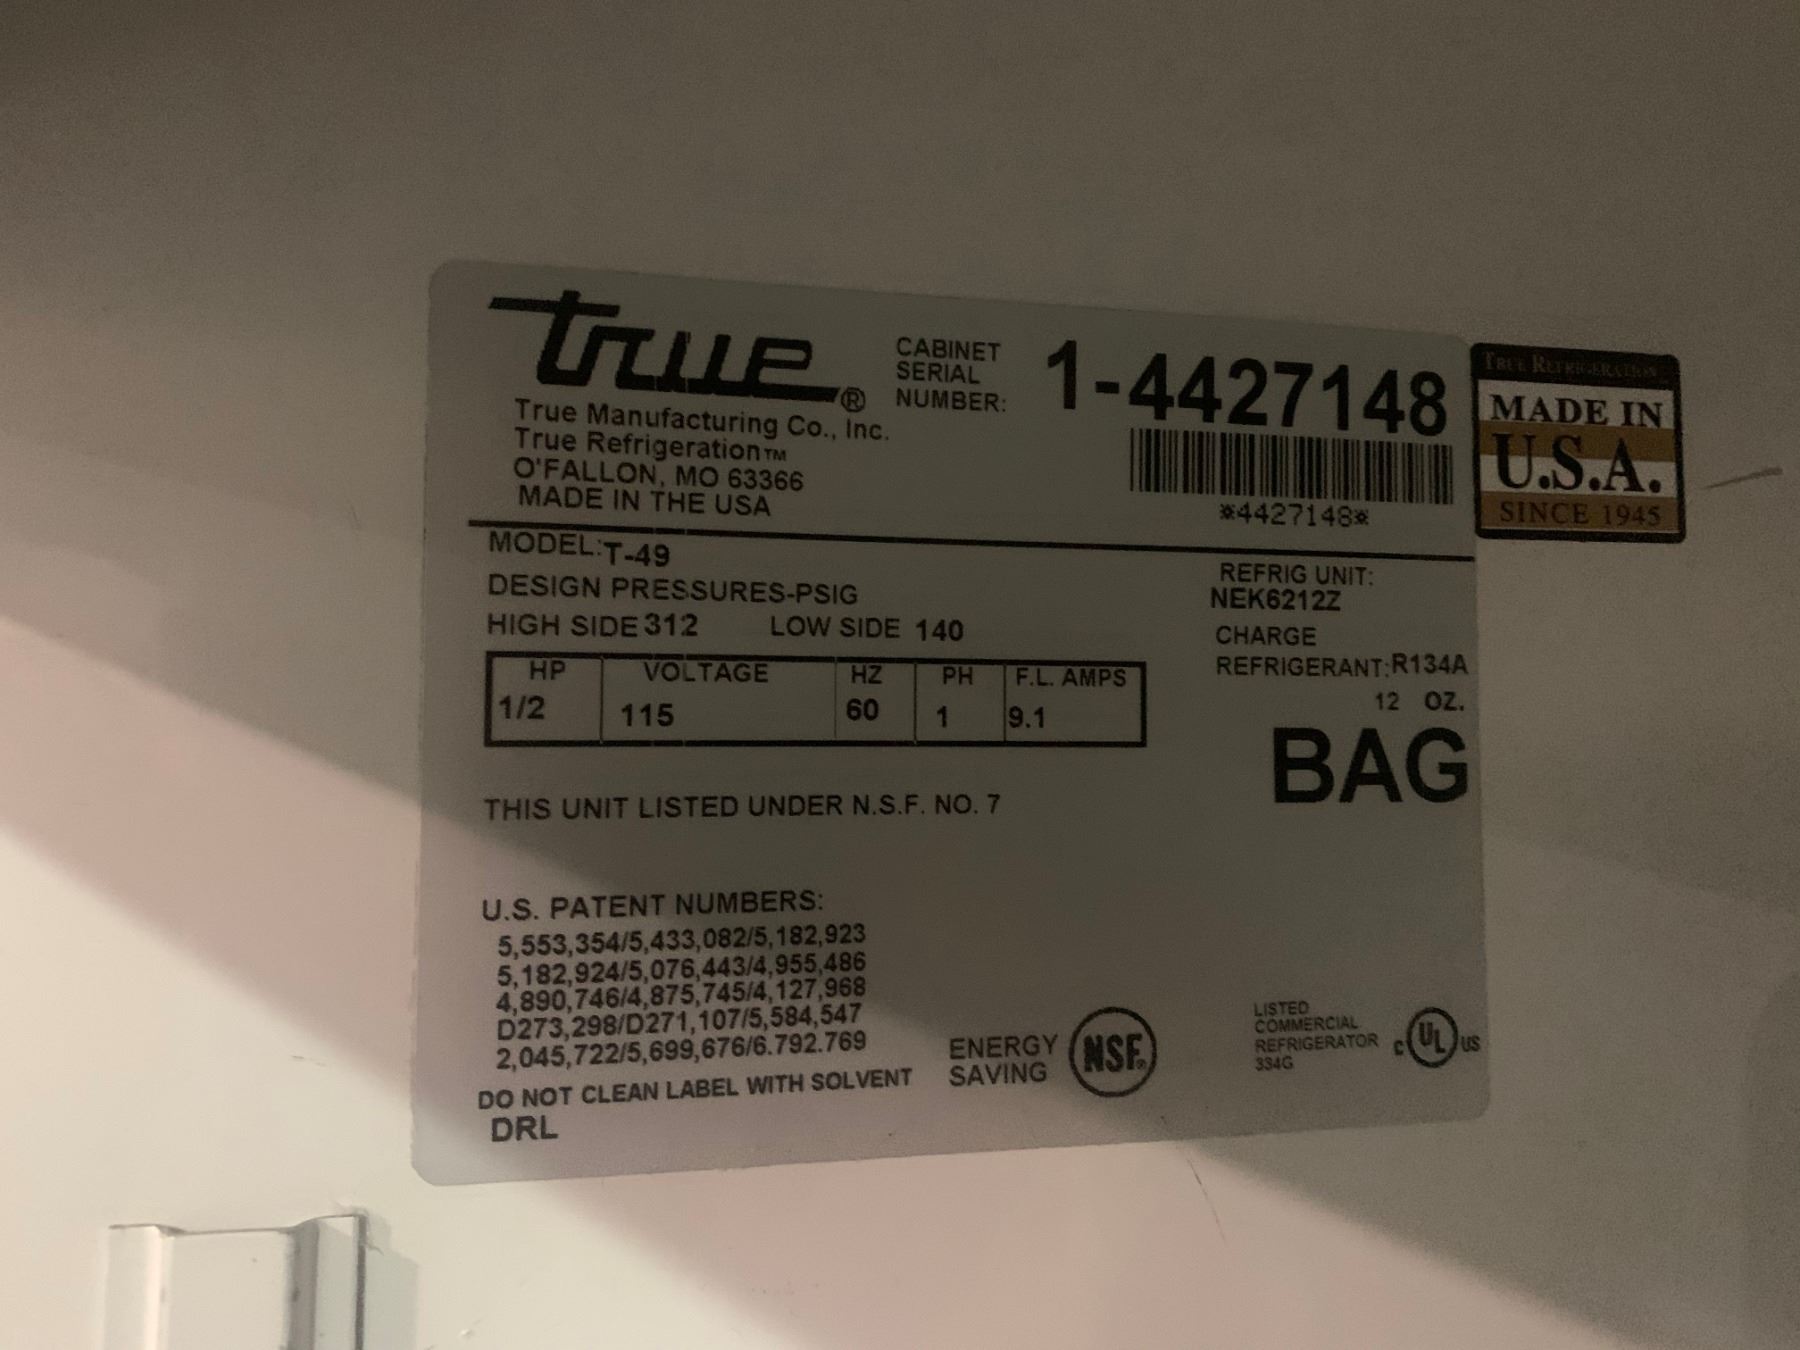 true®
CABINET
SERIAL
NUMBER:
1-4427148
*4427148*
True Manufacturing Co., Inc.
True Refrigeration™
O'FALLON, MO 63366
MADE IN THE USA
TRUE REFRIGERATION
MADE IN
U.S.A.
SINCE 1945
MODEL: T-49
DESIGN PRESSURES-PSIG
HIGH SIDE 312 LOW SIDE 140
REFRIG UNIT:
NEK6212Z
CHARGE
REFRIGERANT: R134A
12 OZ.
BAG
HP VOLTAGE HZ PH F.L. AMPS
1/2 115 60 1 9.1
THIS UNIT LISTED UNDER N.S.F. NO. 7
U.S. PATENT NUMBERS:
5,553,354/5,433,082/5,182,923
5,182,924/5,076,443/4,955,486
4,890,746/4,875,745/4,127,968
D273,298/D271,107/5,584,547
2,045,722/5,699,676/6.792.769
DO NOT CLEAN LABEL WITH SOLVENT
DRL
ENERGY
SAVING
NSF®
LISTED
COMMERCIAL
REFRIGERATOR
334G
c UL US